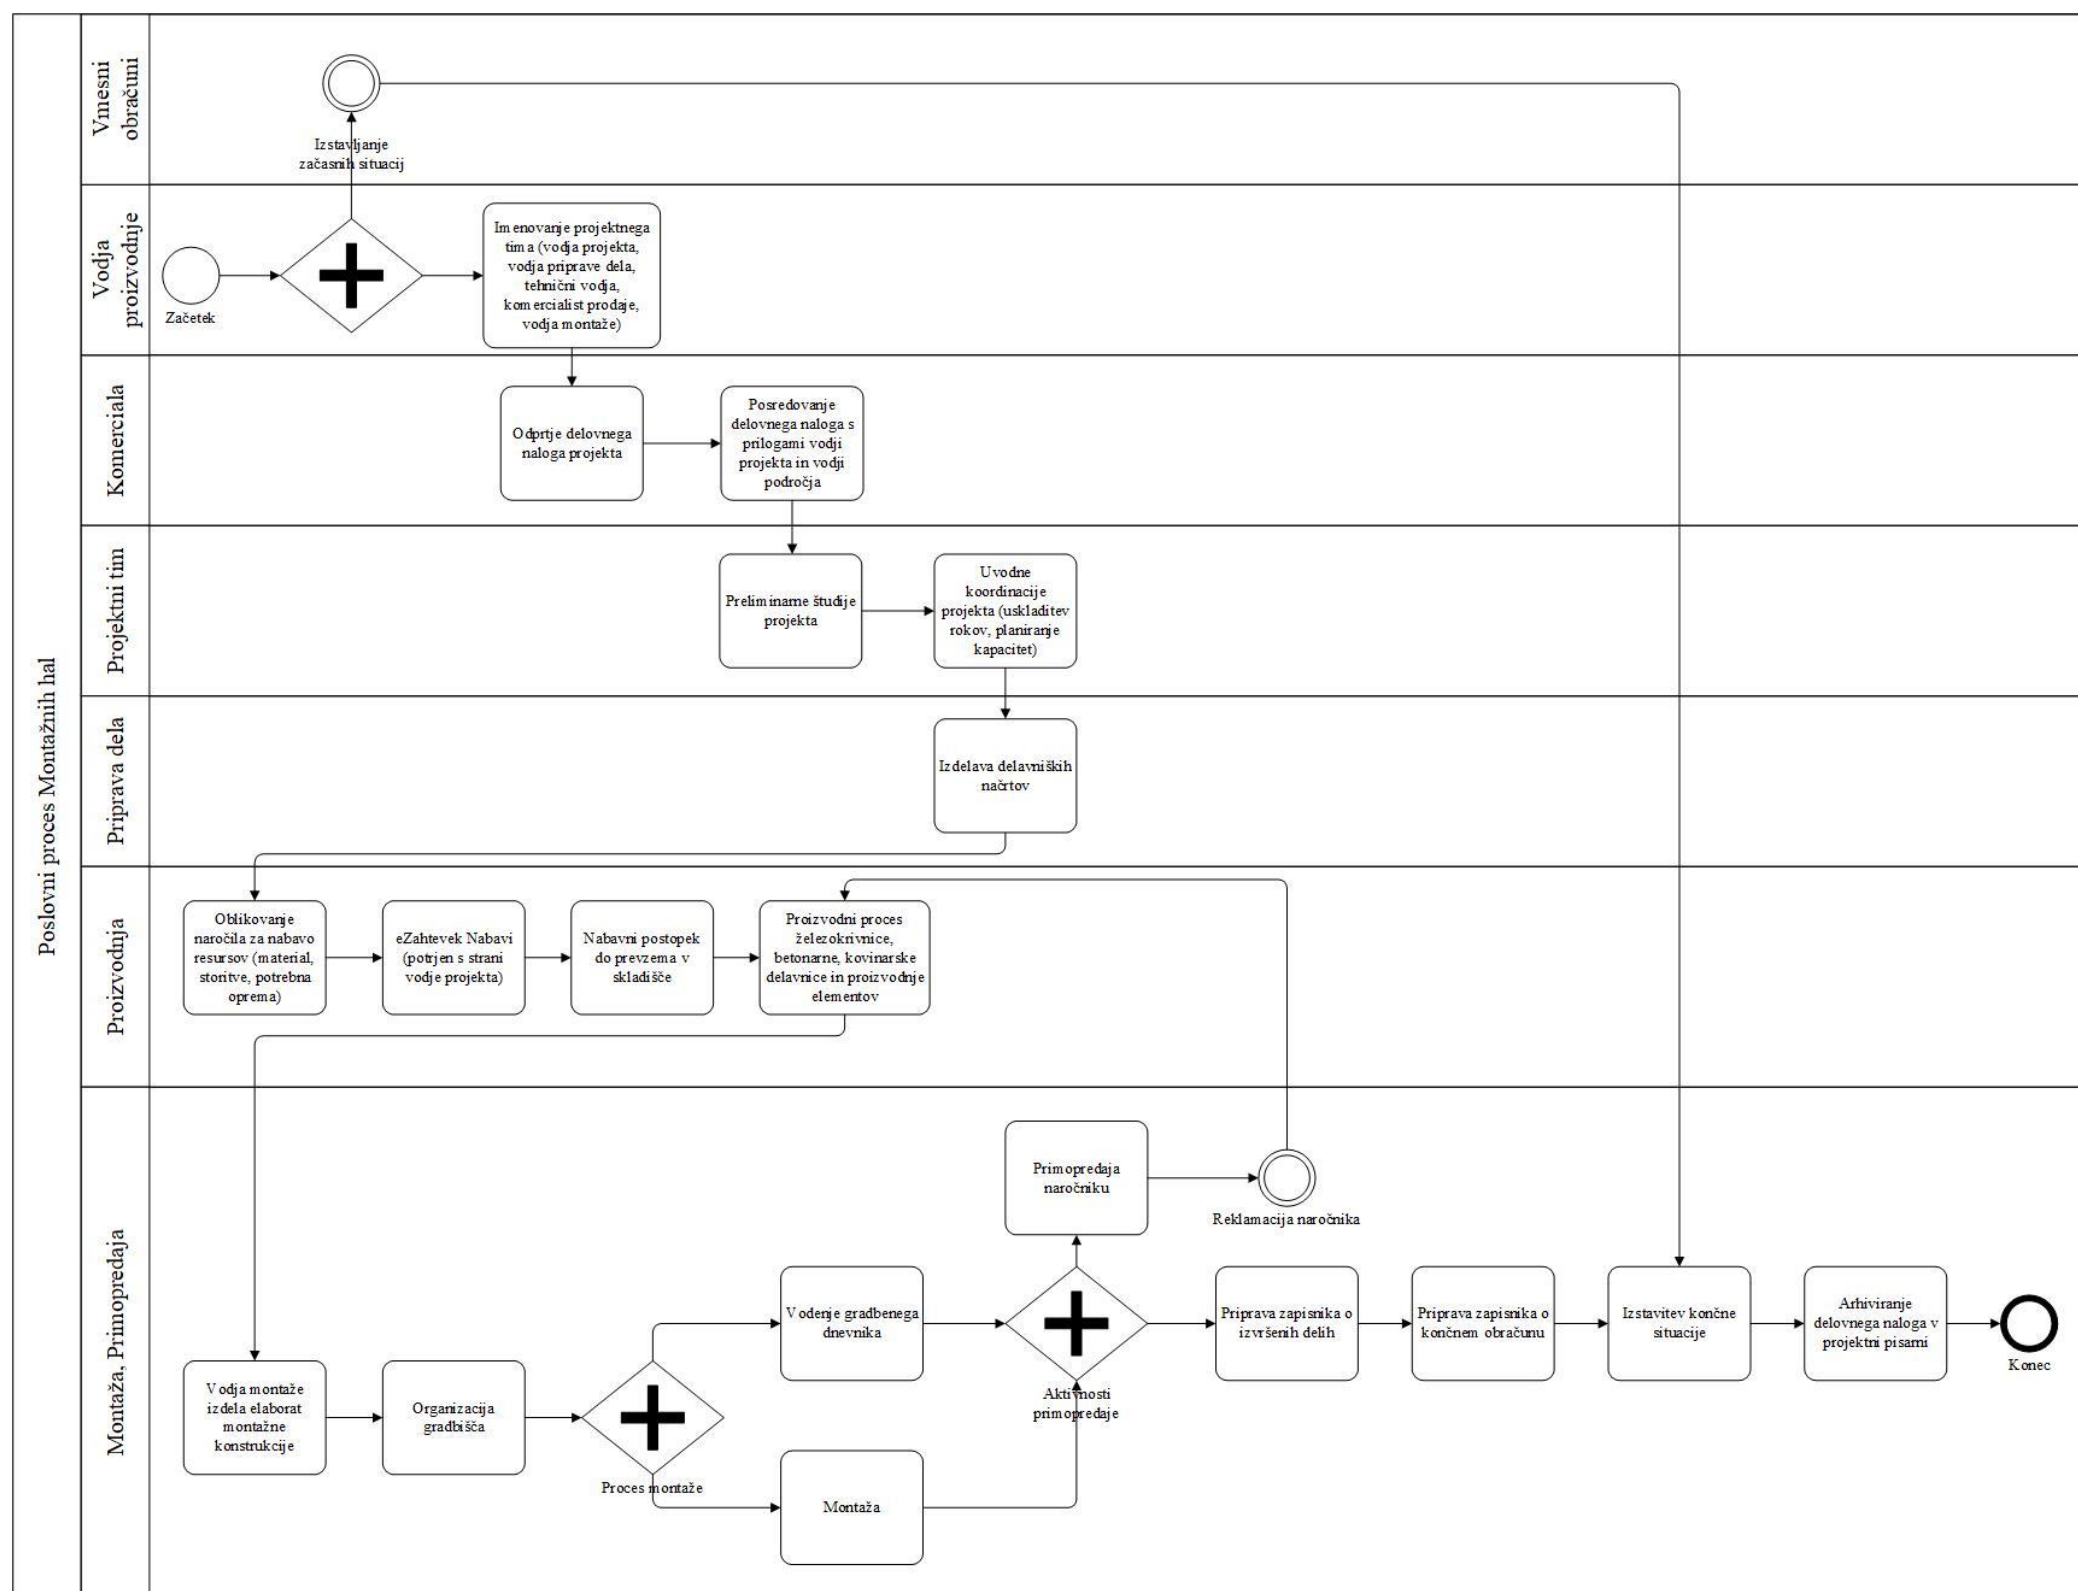 Poslovni proces Montažnih hal
Vmesni
obračuni
Izstavljanje
začasnih situacij
Vodja
proizvodnje
Začetek
Imenovanje projektnega
tima (vodja projekta,
vodja priprave dela,
tehnični vodja,
komercialist prodaje,
vodja montaže)
Komerciala
Odprtje delovnega
naloga projekta
Posredovanje
delovnega naloga s
prilogami vodji
projekta in vodji
področja
Projektni tim
Preliminarne študije
projekta
Uvodne
koordinacije
projekta (uskladitev
rokov, planiranje
kapacitet)
Priprava dela
Izdelava delavniških
načrtov
Proizvodnja
Oblikovanje
naročila za nabavo
resursov (material,
storitve, potrebna
oprema)
eZahtevek Nabavi
(potrjen s strani
vodje projekta)
Nabavni postopek
do prevzema v
skladišče
Proizvodni proces
železokrivnice,
betonarne, kovinarske
delavnice in proizvodnje
elementov
Montaža, Primopredaja
Primopredaja
naročniku
Reklamacija naročnika
Vodenje gradbenega
dnevnika
Aktivnosti
primopredaje
Priprava zapisnika o
izvršenih delih
Priprava zapisnika o
končnem obračunu
Izstavitev končne
situacije
Arhiviranje
delovnega naloga v
projektni pisarni
Konec
Vodja montaže
izdela elaborat
montažne
konstrukcije
Organizacija
gradbišča
Proces montaže
Montaža